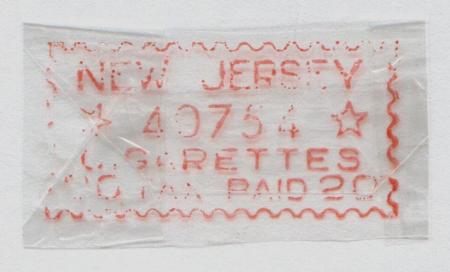 NEW JERSEY
40754
CIGARETTES
TAX PAID 20